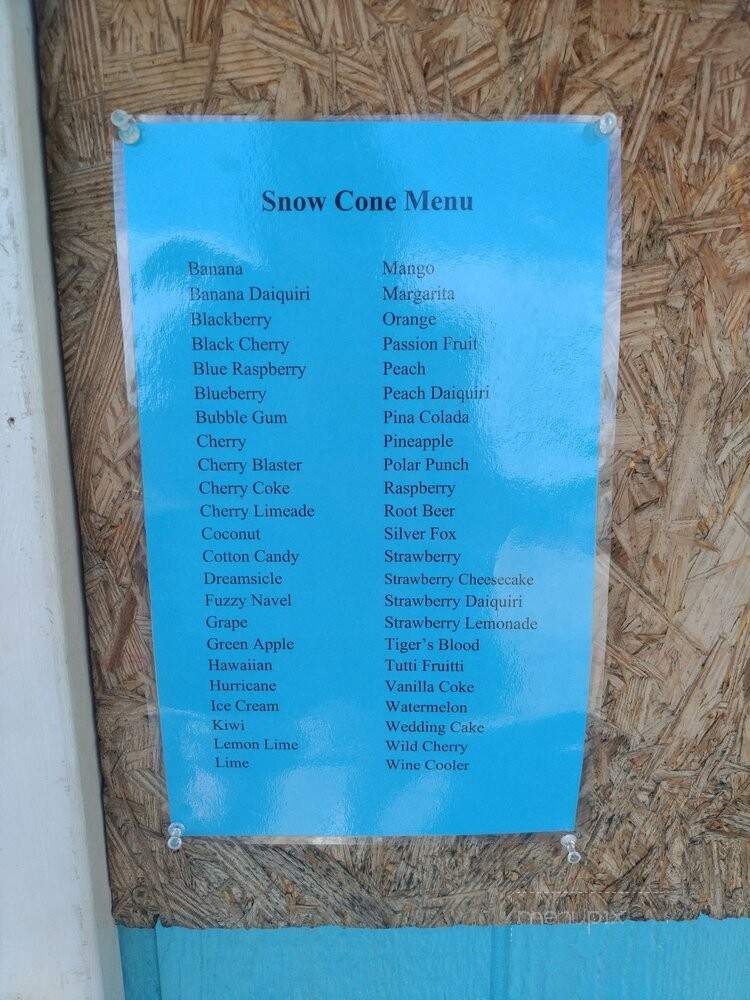 Snow Cone Menu
Banana
Banana Daiquiri
Blackberry
Black Cherry
Blue Raspberry
Blueberry
Bubble Gum
Cherry
Cherry Blaster
Cherry Coke
Cherry Limeade
Coconut
Cotton Candy
Dreamsicle
Fuzzy Navel
Grape
Green Apple
Hawaiian
Hurricane
Ice Cream
Kiwi
Lemon Lime
Lime
Mango
Margarita
Orange
Passion Fruit
Peach
Peach Daiquiri
Pina Colada
Pineapple
Polar Punch
Raspberry
Root Beer
Silver Fox
Strawberry
Strawberry Cheesecake
Strawberry Daiquiri
Strawberry Lemonade
Tiger's Blood
Tutti Fruitti
Vanilla Coke
Watermelon
Wedding Cake
Wild Cherry
Wine Cooler
menupix